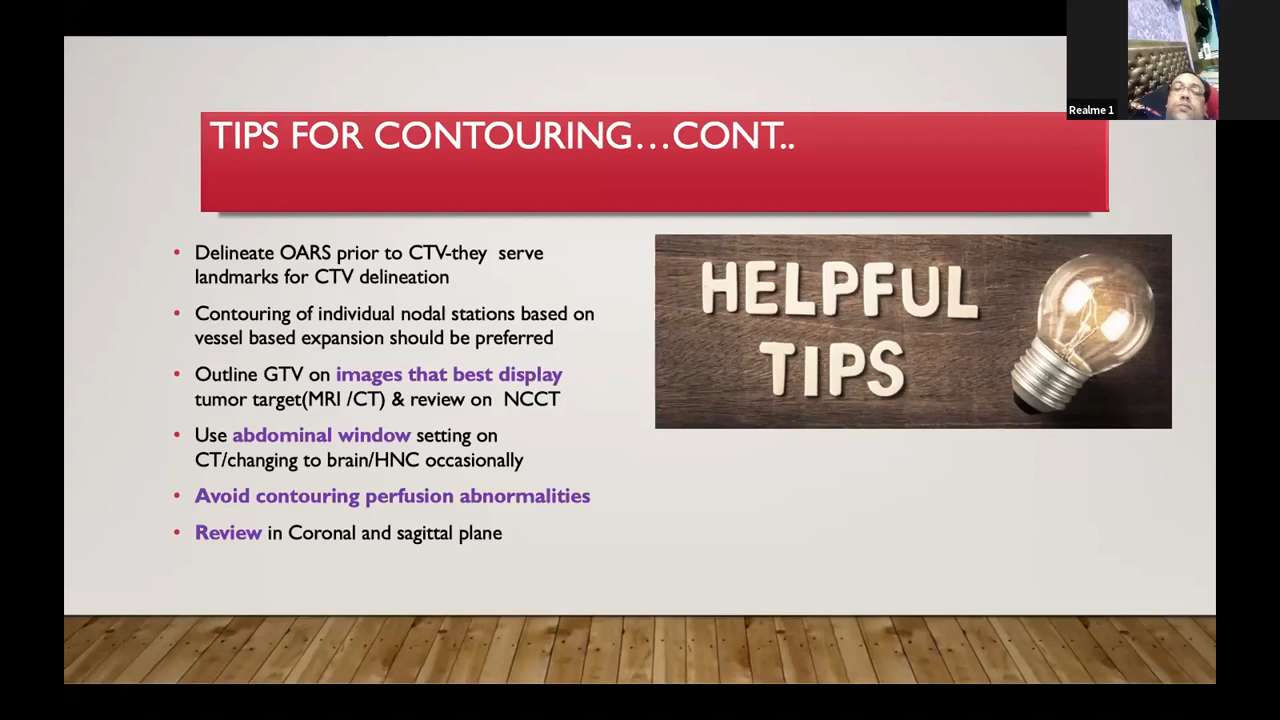 Realme 1
TIPS FOR CONTOURING...CONT..
• Delineate OARS prior to CTV-they serve
landmarks for CTV delineation
• Contouring of individual nodal stations based on
vessel based expansion should be preferred
• Outline GTV on images that best display
tumor target(MRI /CT) & review on NCCT
• Use abdominal window setting on
CT/changing to brain/HNC occasionally
• Avoid contouring perfusion abnormalities
• Review in Coronal and sagittal plane
HELPFUL
TIPS